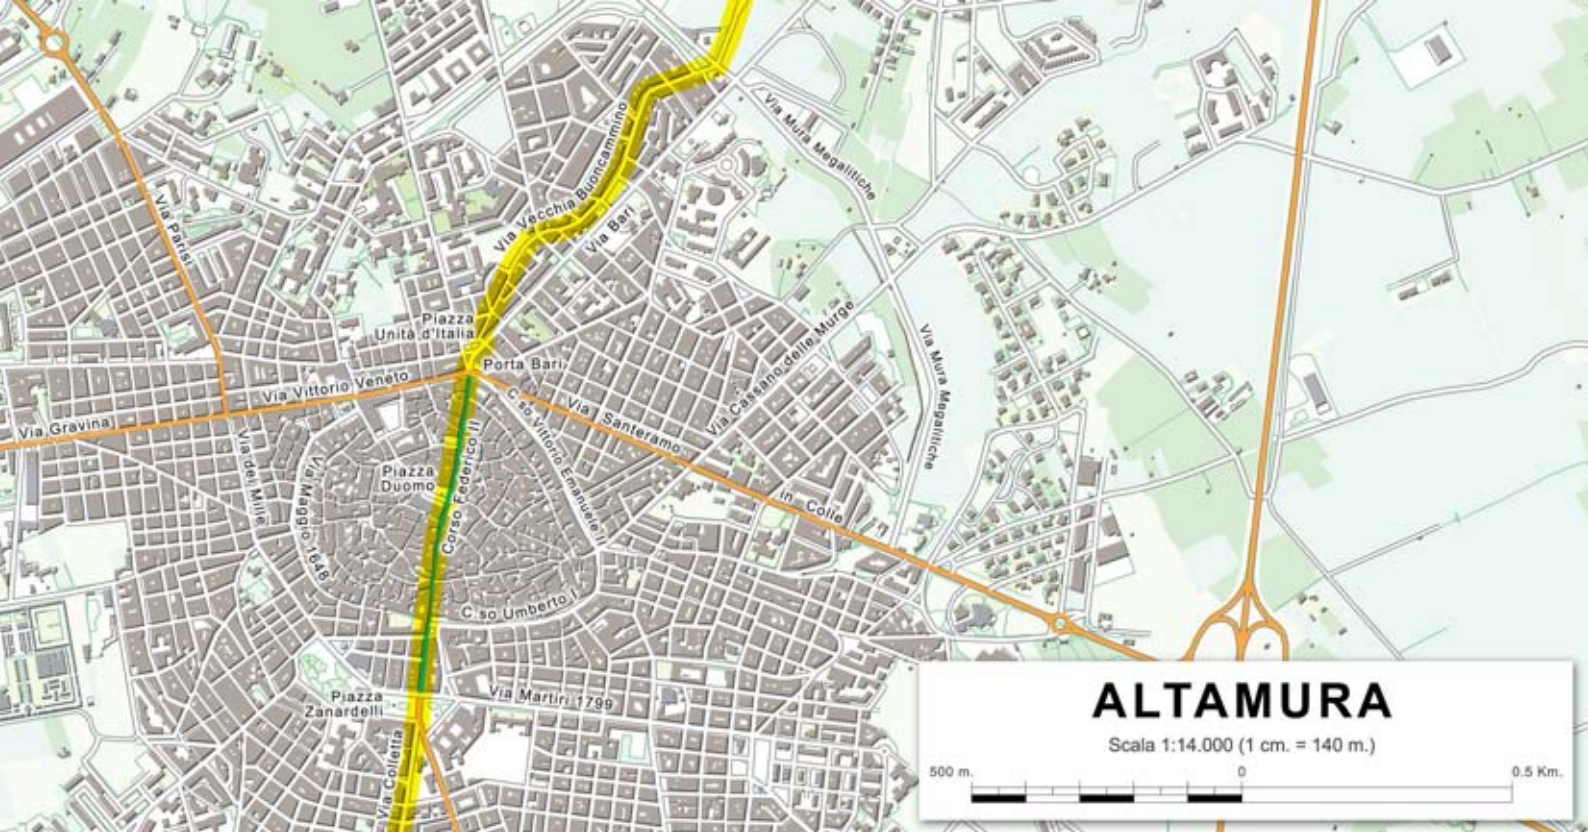 Via Mura Megalitiche
Via Vecchia Buoncammino
Via Parisi
Via Bari
Piazza
Unità d'Italia
Porta Bari
Via Cassano delle Murge
Via Mura Megalitiche
Via Vittorio Veneto
C.so Vittorio Emanuele II
Via Santeramo
in Colle
Via Gravina
Via dei Mille
Via Maggio 1648
Piazza
Duomo
Corso Federico II
C.so Umberto I
Piazza
Zanardelli
Via Martiri 1799
Via Colletta
ALTAMURA
Scala 1:14.000 (1 cm. = 140 m.)
500 m. 0 0.5 Km.